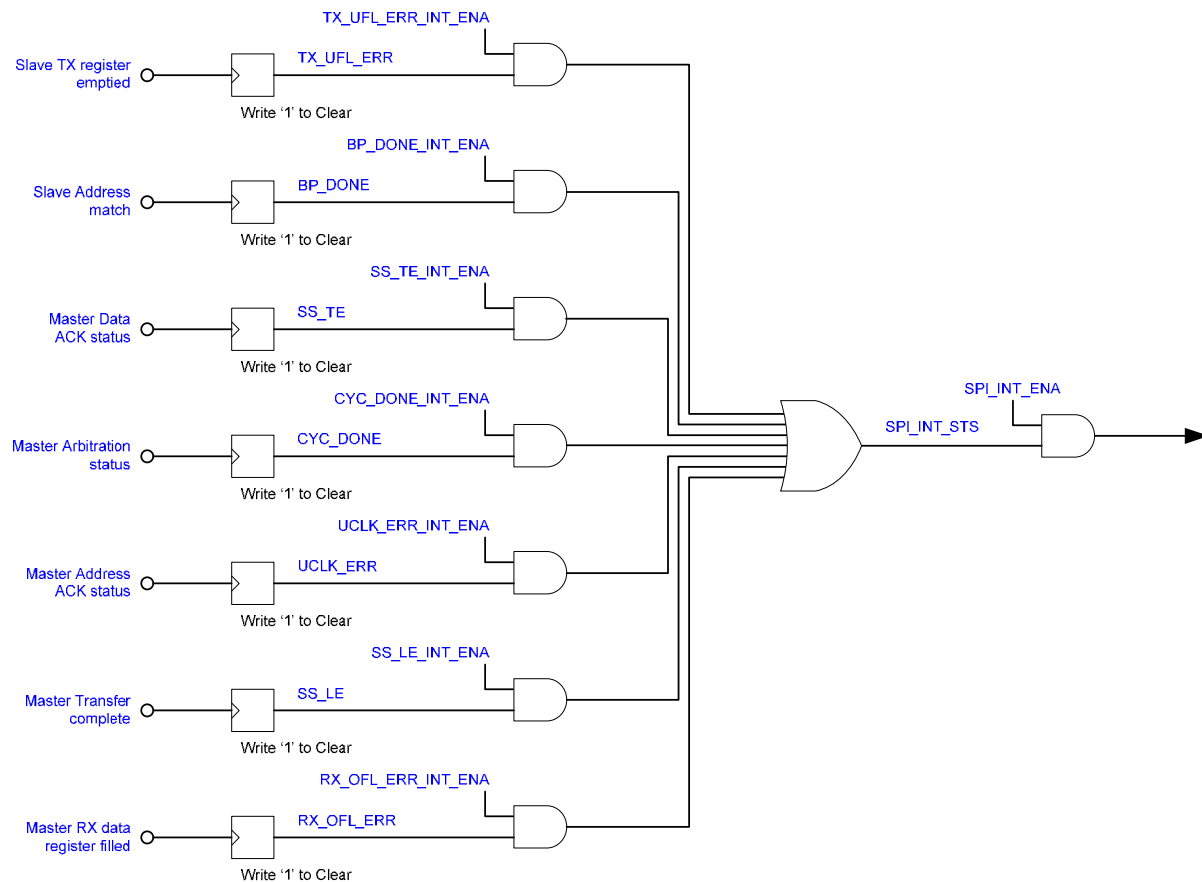 TX_UFL_ERR_INT_ENA
TX_UFL_ERR
Slave TX register
emptied
Write ‘1’ to Clear
BP_DONE_INT_ENA
BP_DONE
Slave Address
match
Write ‘1’ to Clear
SS_TE_INT_ENA
SS_TE
Master Data
ACK status
Write ‘1’ to Clear
CYC_DONE_INT_ENA
CYC_DONE
Master Arbitration
status
Write ‘1’ to Clear
SPI_INT_ENA
SPI_INT_STS
UCLK_ERR_INT_ENA
UCLK_ERR
Master Address
ACK status
Write ‘1’ to Clear
SS_LE_INT_ENA
SS_LE
Master Transfer
complete
Write ‘1’ to Clear
RX_OFL_ERR_INT_ENA
RX_OFL_ERR
Master RX data
register filled
Write ‘1’ to Clear